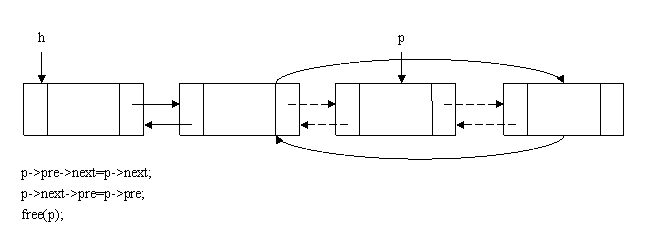 h
p
p->pre->next=p->next;
p->next->pre=p->pre;
free(p);